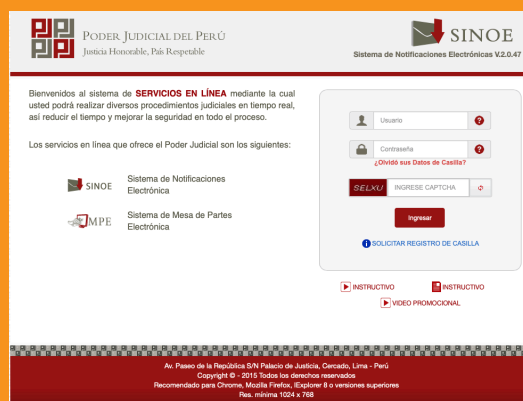 PODER JUDICIAL DEL PERÚ
Justicia Honorable, País Respetable
SINOE
Sistema de Notificaciones Electrónicas V.2.0.47
Bienvenidos al sistema de SERVICIOS EN LÍNEA mediante la cual
usted podrá realizar diversos procedimientos judiciales en tiempo real,
así reducir el tiempo y mejorar la seguridad en todo el proceso.
Los servicios en línea que ofrece el Poder Judicial son los siguientes:
SINOE
Sistema de Notificaciones
Electrónica
MPE
Sistema de Mesa de Partes
Electrónica
Usuario
?
Contraseña
?
¿Olvidó sus Datos de Casilla?
SELXU
INGRESE CAPTCHA
Ingresar
SOLICITAR REGISTRO DE CASILLA
INSTRUCTIVO
INSTRUCTIVO
VIDEO PROMOCIONAL
Av. Paseo de la República S/N Palacio de Justicia, Cercado, Lima - Perú
Copyright © - 2015 Todos los derechos reservados
Recomendado para Chrome, Mozilla Firefox, IExplorer 8 o versiones superiores
Res. mínima 1024 x 768